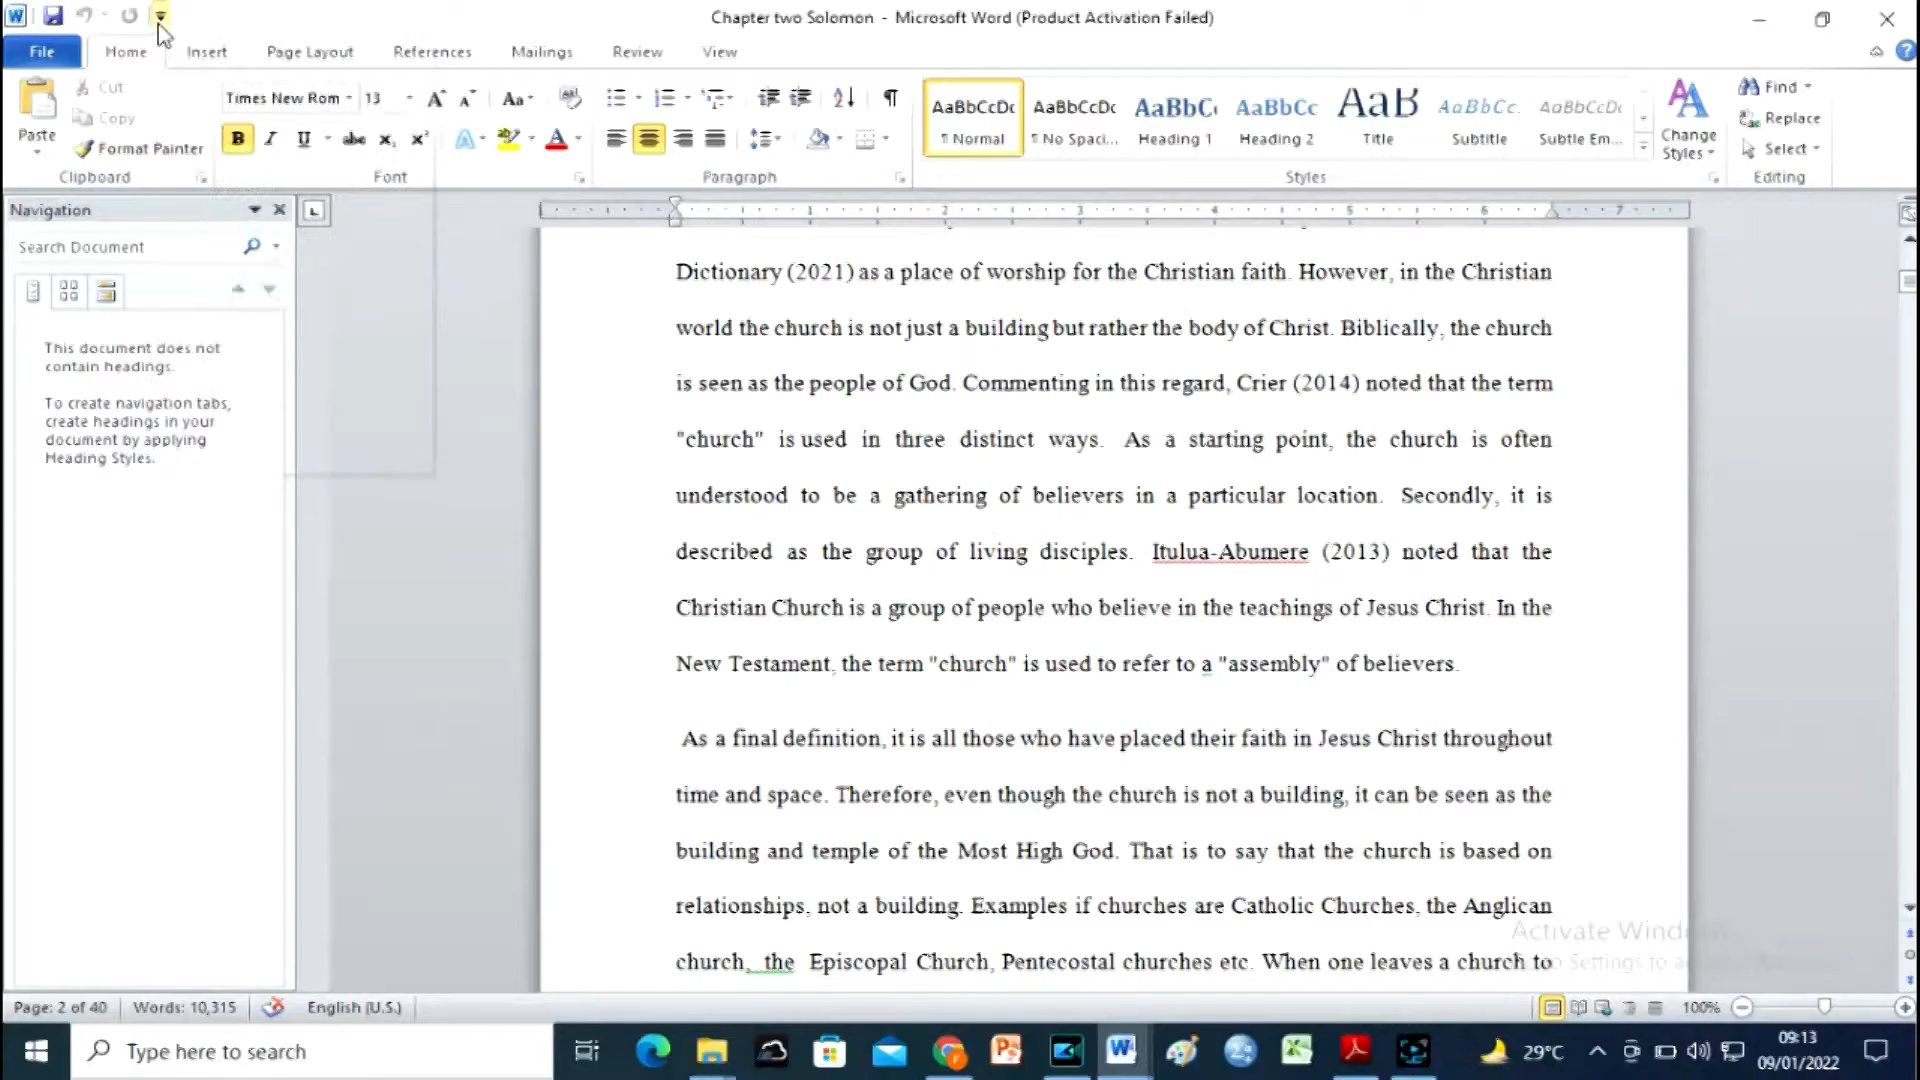 Chapter two Solomon - Microsoft Word (Product Activation Failed)
File Home Insert Page Layout References Mailings Review View
Cut
Copy
Format Painter
Paste
Clipboard
Times New Rom 13
Font
Paragraph
AaBbCcDc AaBbCcDc AaBbC AaBbCc AaB AaBbCc. AaBbCcDc
¶ Normal ¶ No Spaci... Heading 1 Heading 2 Title Subtitle Subtle Em...
Styles
Change
Styles
Find
Replace
Select
Editing
Navigation
Search Document
This document does not
contain headings.
To create navigation tabs,
create headings in your
document by applying
Heading Styles.
1 2 3 4 5 6 7
Dictionary (2021) as a place of worship for the Christian faith. However, in the Christian
world the church is not just a building but rather the body of Christ. Biblically, the church
is seen as the people of God. Commenting in this regard, Crier (2014) noted that the term
"church" is used in three distinct ways. As a starting point, the church is often
understood to be a gathering of believers in a particular location. Secondly, it is
described as the group of living disciples. Itulua-Abumere (2013) noted that the
Christian Church is a group of people who believe in the teachings of Jesus Christ. In the
New Testament, the term "church" is used to refer to a "assembly" of believers.
As a final definition, it is all those who have placed their faith in Jesus Christ throughout
time and space. Therefore, even though the church is not a building, it can be seen as the
building and temple of the Most High God. That is to say that the church is based on
relationships, not a building. Examples if churches are Catholic Churches, the Anglican
church, the Episcopal Church, Pentecostal churches etc. When one leaves a church to
Activate Wind
to Settings to a
Page: 2 of 40 Words: 10,315 English (U.S.) 100%
Type here to search
29°C
09:13
09/01/2022